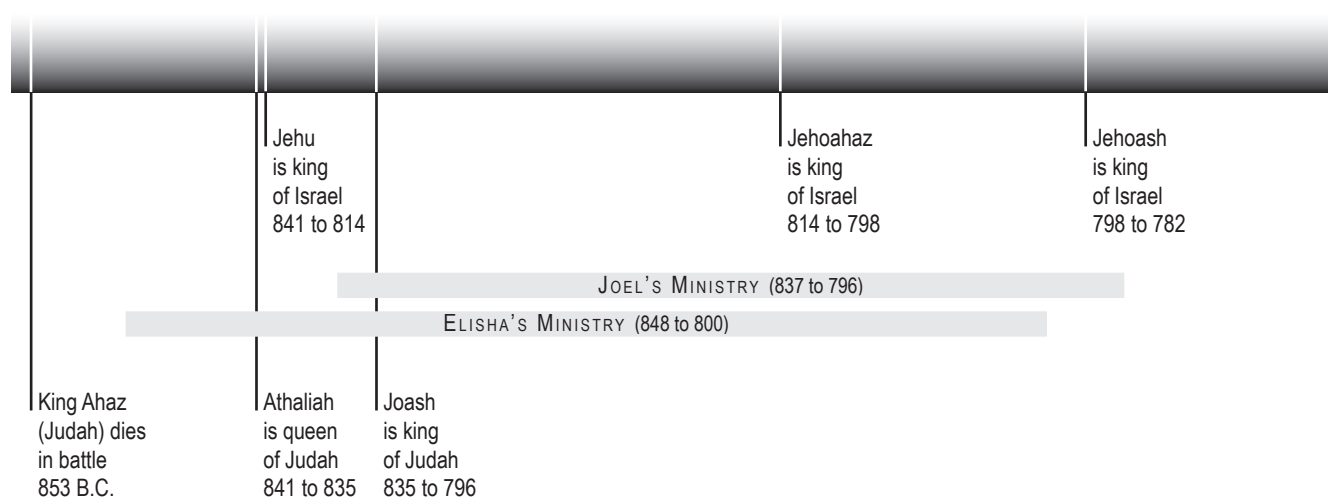 Jehu
is king
of Israel
841 to 814
Jehoahaz
is king
of Israel
814 to 798
Jehoash
is king
of Israel
798 to 782
JOEL'S MINISTRY (837 to 796)
ELISHA'S MINISTRY (848 to 800)
King Ahaz
(Judah) dies
in battle
853 B.C.
Athaliah
is queen
of Judah
841 to 835
Joash
is king
of Judah
835 to 796